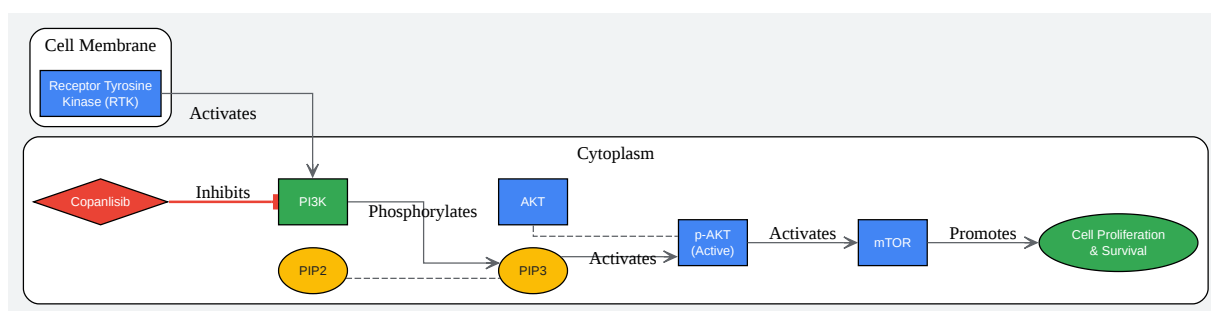 Cell Membrane
Receptor Tyrosine
Kinase (RTK)
Activates
Cytoplasm
Copanlisib
Inhibits
PI3K
Phosphorylates
AKT
p-AKT
(Active)
Activates
mTOR
Promotes
Cell Proliferation
& Survival
PIP2
PIP3
Activates